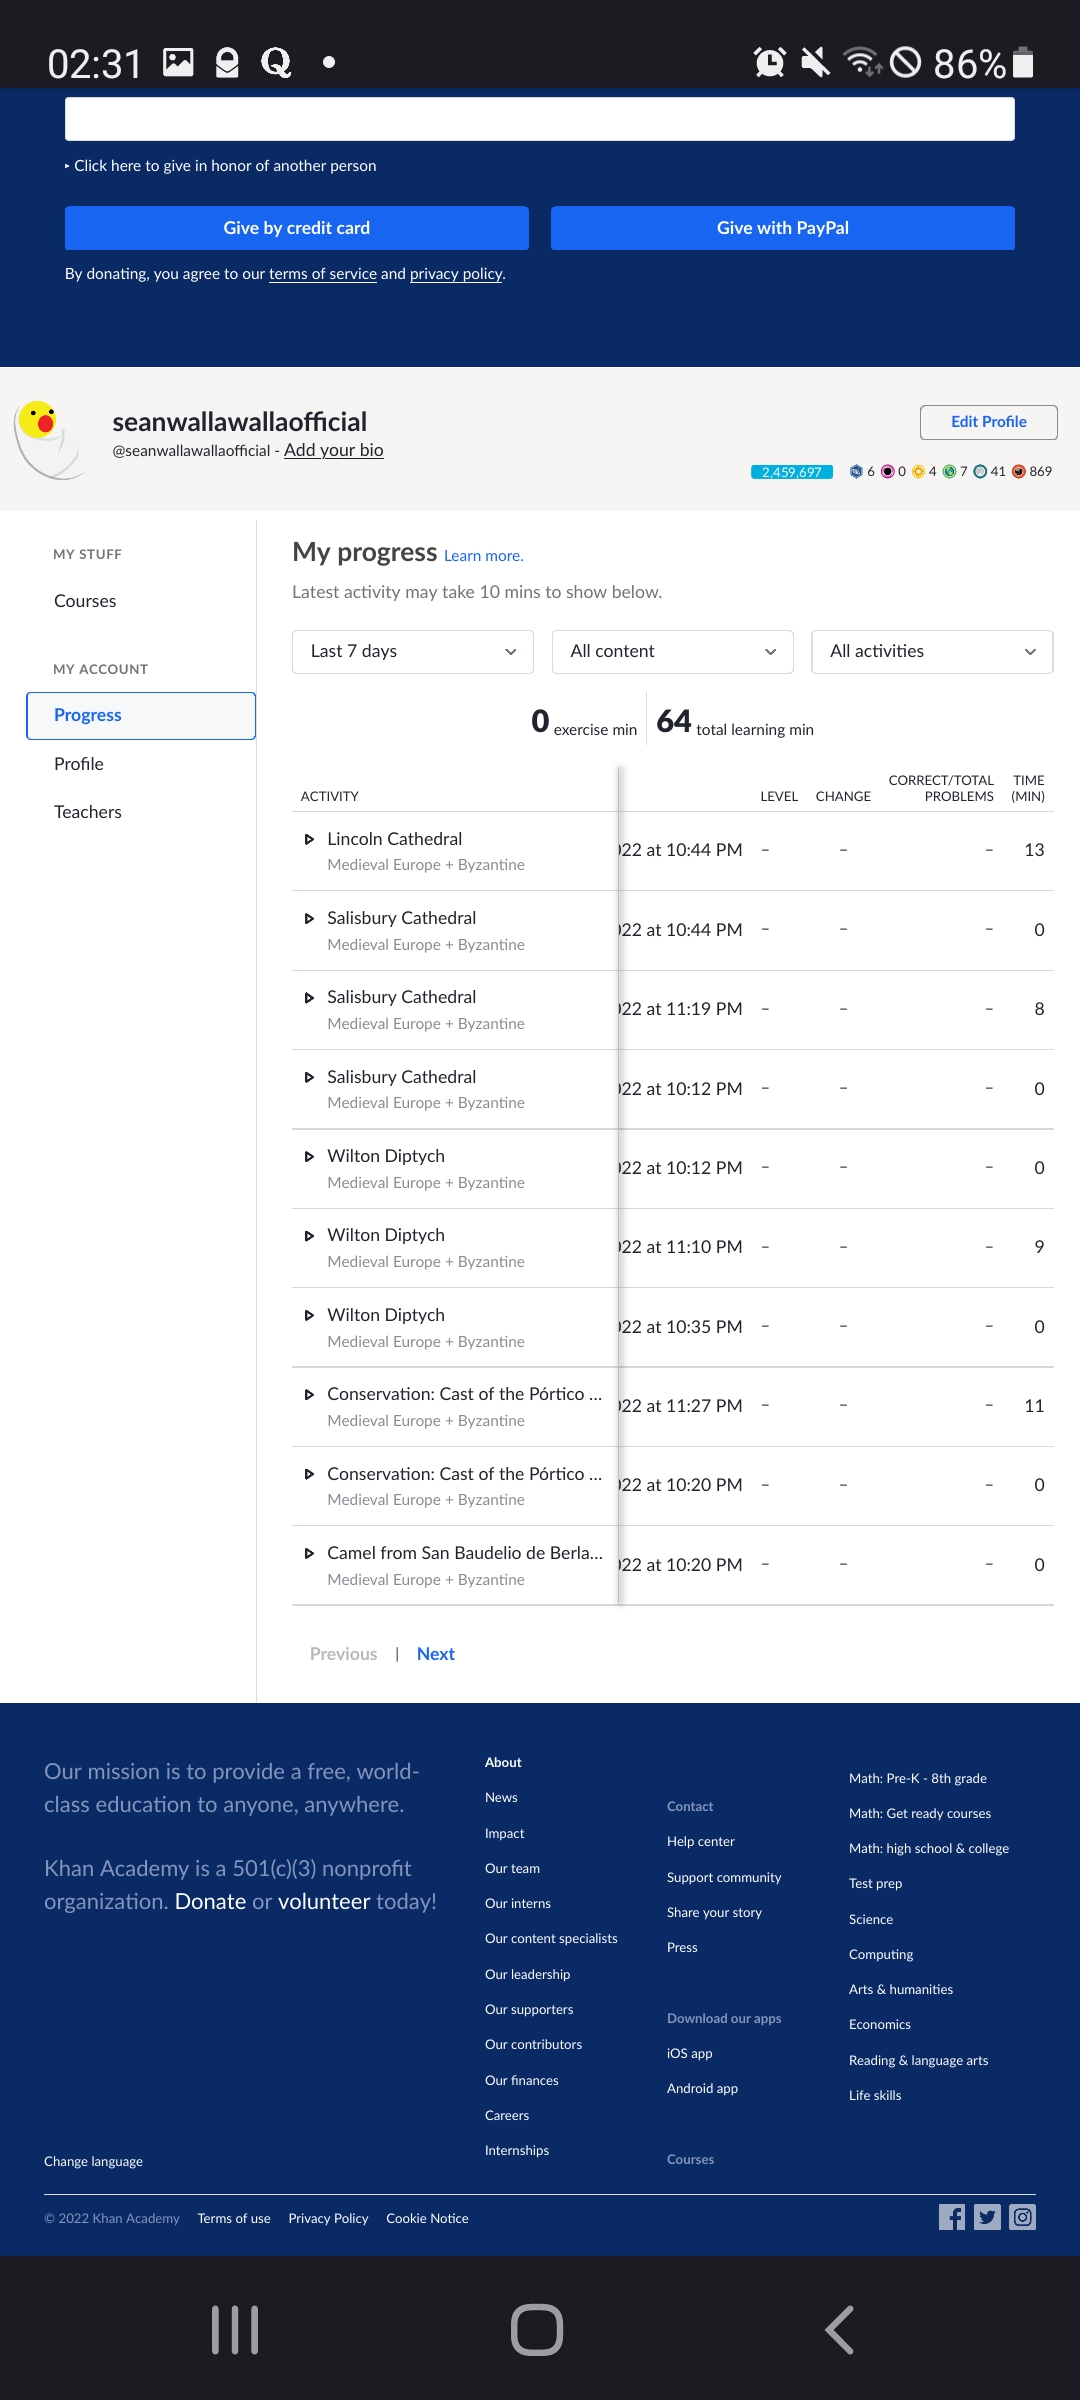 02:31
86%
▸ Click here to give in honor of another person
Give by credit card
Give with PayPal
By donating, you agree to our terms of service and privacy policy.
seanwallawallaofficial
@seanwallawallaofficial - Add your bio
Edit Profile
2,459,697 6 0 4 7 41 869
MY STUFF
Courses
MY ACCOUNT
Progress
Profile
Teachers
My progress Learn more.
Latest activity may take 10 mins to show below.
Last 7 days
All content
All activities
0 exercise min
64 total learning min
ACTIVITY LEVEL CHANGE CORRECT/TOTAL PROBLEMS TIME (MIN)
Lincoln Cathedral
Medieval Europe + Byzantine
022 at 10:44 PM – – – 13
Salisbury Cathedral
Medieval Europe + Byzantine
022 at 10:44 PM – – – 0
Salisbury Cathedral
Medieval Europe + Byzantine
022 at 11:19 PM – – – 8
Salisbury Cathedral
Medieval Europe + Byzantine
022 at 10:12 PM – – – 0
Wilton Diptych
Medieval Europe + Byzantine
022 at 10:12 PM – – – 0
Wilton Diptych
Medieval Europe + Byzantine
022 at 11:10 PM – – – 9
Wilton Diptych
Medieval Europe + Byzantine
022 at 10:35 PM – – – 0
Conservation: Cast of the Pórtico ...
Medieval Europe + Byzantine
022 at 11:27 PM – – – 11
Conservation: Cast of the Pórtico ...
Medieval Europe + Byzantine
022 at 10:20 PM – – – 0
Camel from San Baudelio de Berla...
Medieval Europe + Byzantine
022 at 10:20 PM – – – 0
Previous | Next
Our mission is to provide a free, world-
class education to anyone, anywhere.
Khan Academy is a 501(c)(3) nonprofit
organization. Donate or volunteer today!
Change language
About
News
Impact
Our team
Our interns
Our content specialists
Our leadership
Our supporters
Our contributors
Our finances
Careers
Internships
Contact
Help center
Support community
Share your story
Press
Download our apps
iOS app
Android app
Courses
Math: Pre-K - 8th grade
Math: Get ready courses
Math: high school & college
Test prep
Science
Computing
Arts & humanities
Economics
Reading & language arts
Life skills
© 2022 Khan Academy Terms of use Privacy Policy Cookie Notice